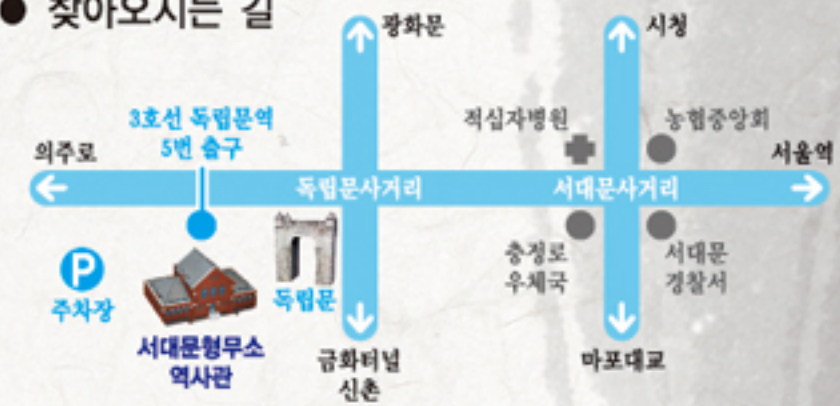 ● 찾아오시는 길
광화문
시청
3호선 독립문역
5번 출구
적십자병원
농협중앙회
의주로
서울역
독립문사거리
서대문사거리
P
주차장
독립문
충정로
우체국
서대문
경찰서
서대문형무소
역사관
금화터널
신촌
마포대교